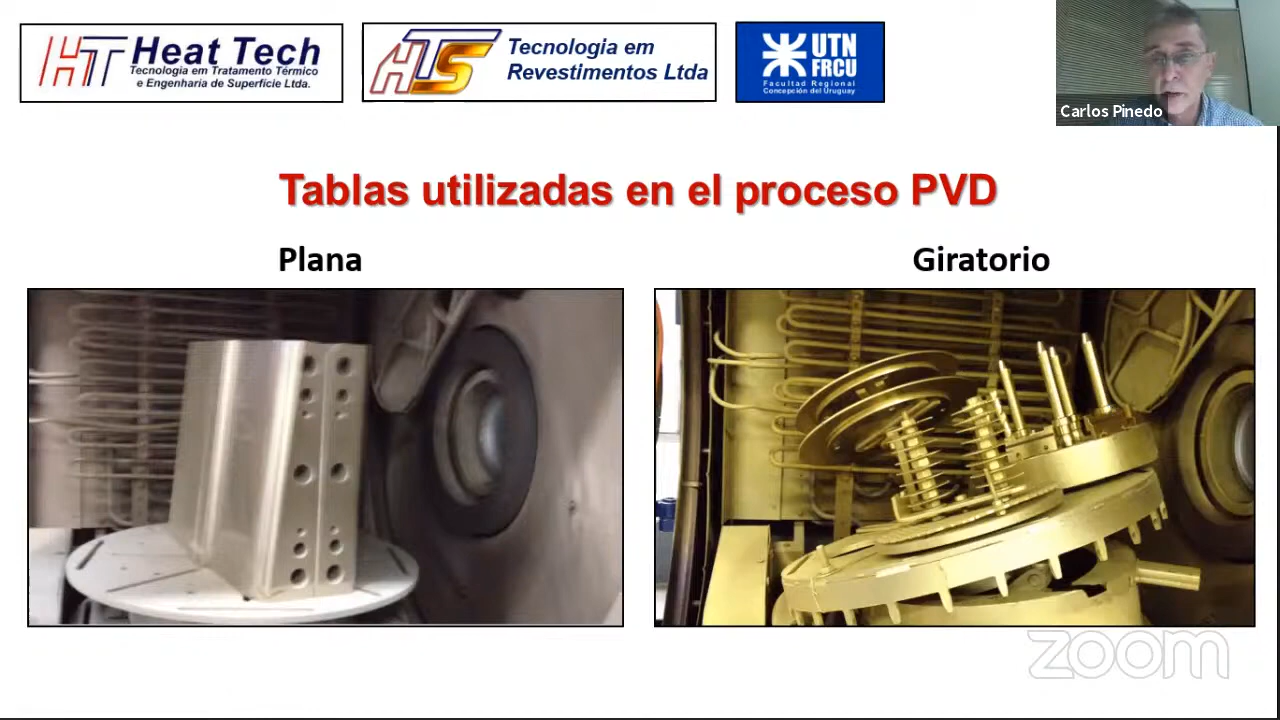 HT Heat Tech
Tecnologia em Tratamento Térmico
e Engenharia de Superfície Ltda.
HTS
Tecnologia em
Revestimentos Ltda
UTN
FRCU
Facultad Regional
Concepción del Uruguay
Carlos Pinedo
Tablas utilizadas en el proceso PVD
Plana
Giratorio
zoom